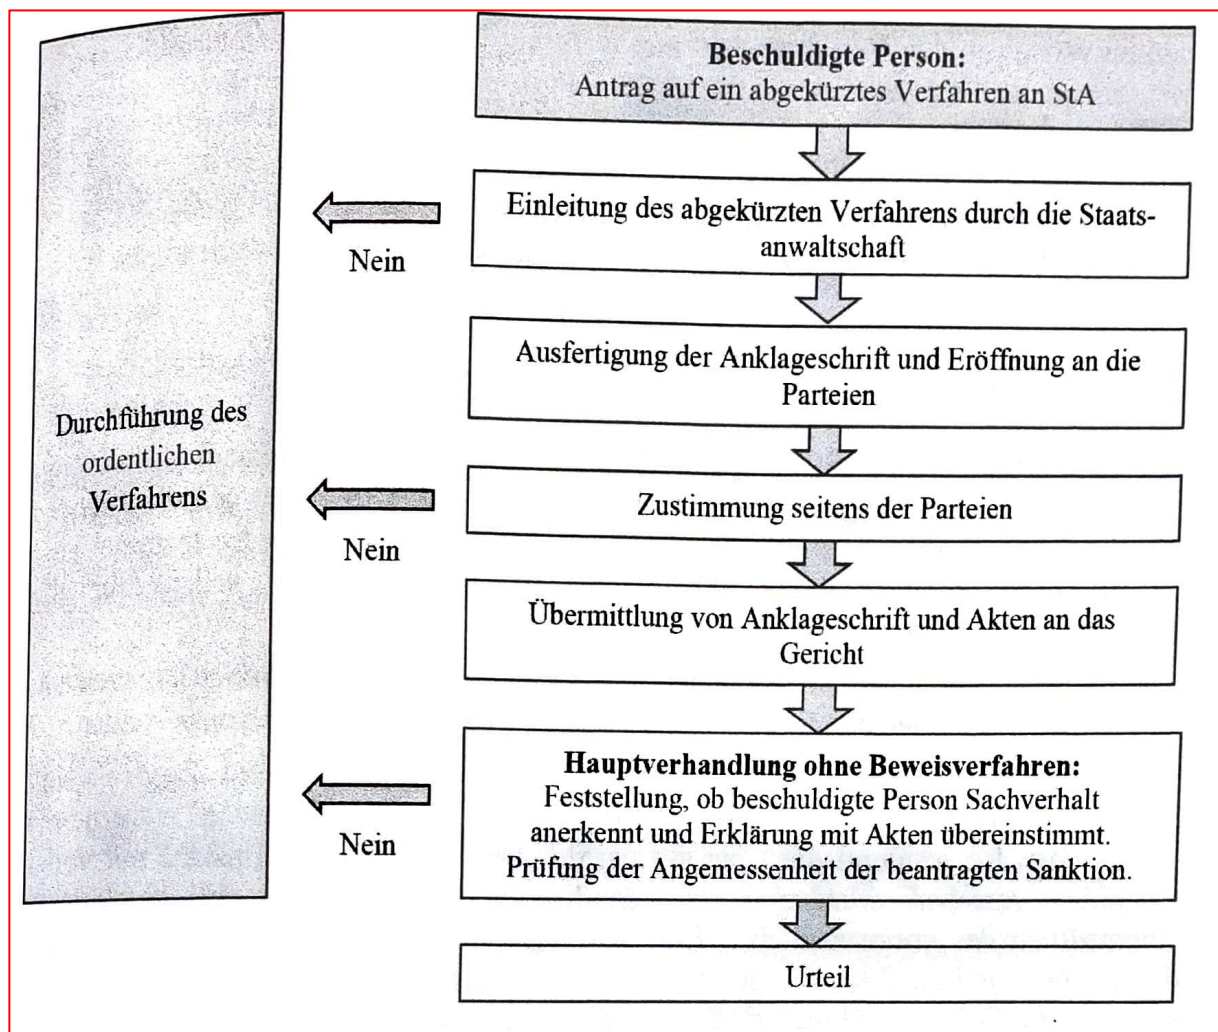 Beschuldigte Person:
Antrag auf ein abgekürztes Verfahren an StA
Einleitung des abgekürzten Verfahrens durch die Staats-
anwaltschaft
Nein
Ausfertigung der Anklageschrift und Eröffnung an die
Parteien
Durchführung des
ordentlichen
Verfahrens
Zustimmung seitens der Parteien
Nein
Übermittlung von Anklageschrift und Akten an das
Gericht
Hauptverhandlung ohne Beweisverfahren:
Feststellung, ob beschuldigte Person Sachverhalt
anerkennt und Erklärung mit Akten übereinstimmt.
Prüfung der Angemessenheit der beantragten Sanktion.
Nein
Urteil